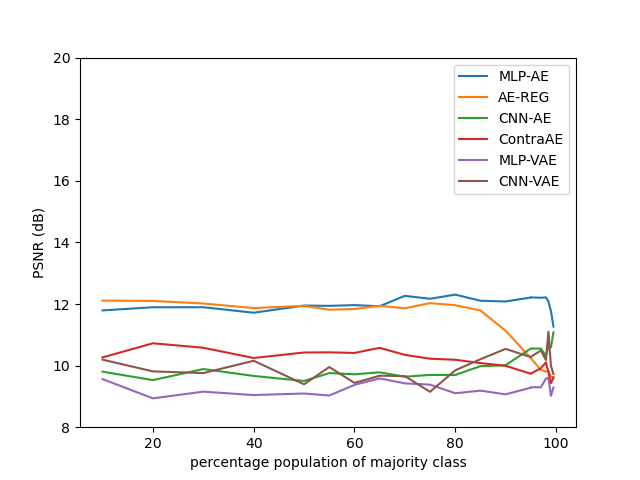 20
18
16
14
12
10
8
PSNR (dB)
MLP-AE
AE-REG
CNN-AE
ContraAE
MLP-VAE
CNN-VAE
20 40 60 80 100
percentage population of majority class